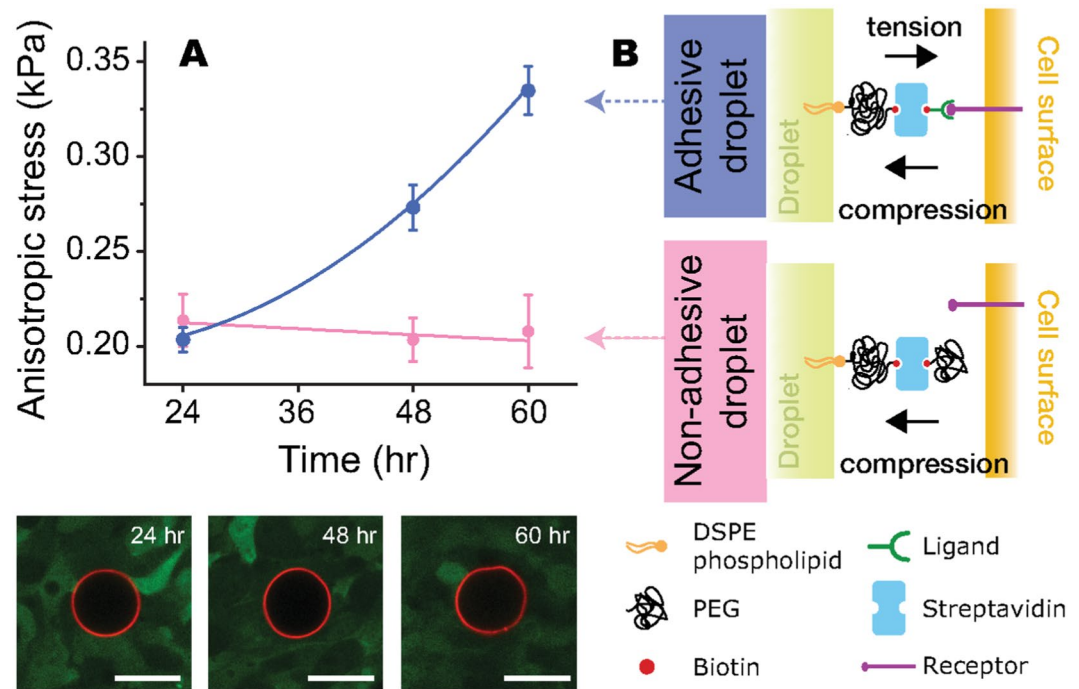 A
Anisotropic stress (kPa)
0.35
0.30
0.25
0.20
24
36
48
60
Time (hr)
24 hr
48 hr
60 hr
B
Adhesive
droplet
Droplet
tension
compression
Cell surface
Non-adhesive
droplet
Droplet
compression
Cell surface
DSPE
phospholipid
Ligand
PEG
Streptavidin
Biotin
Receptor